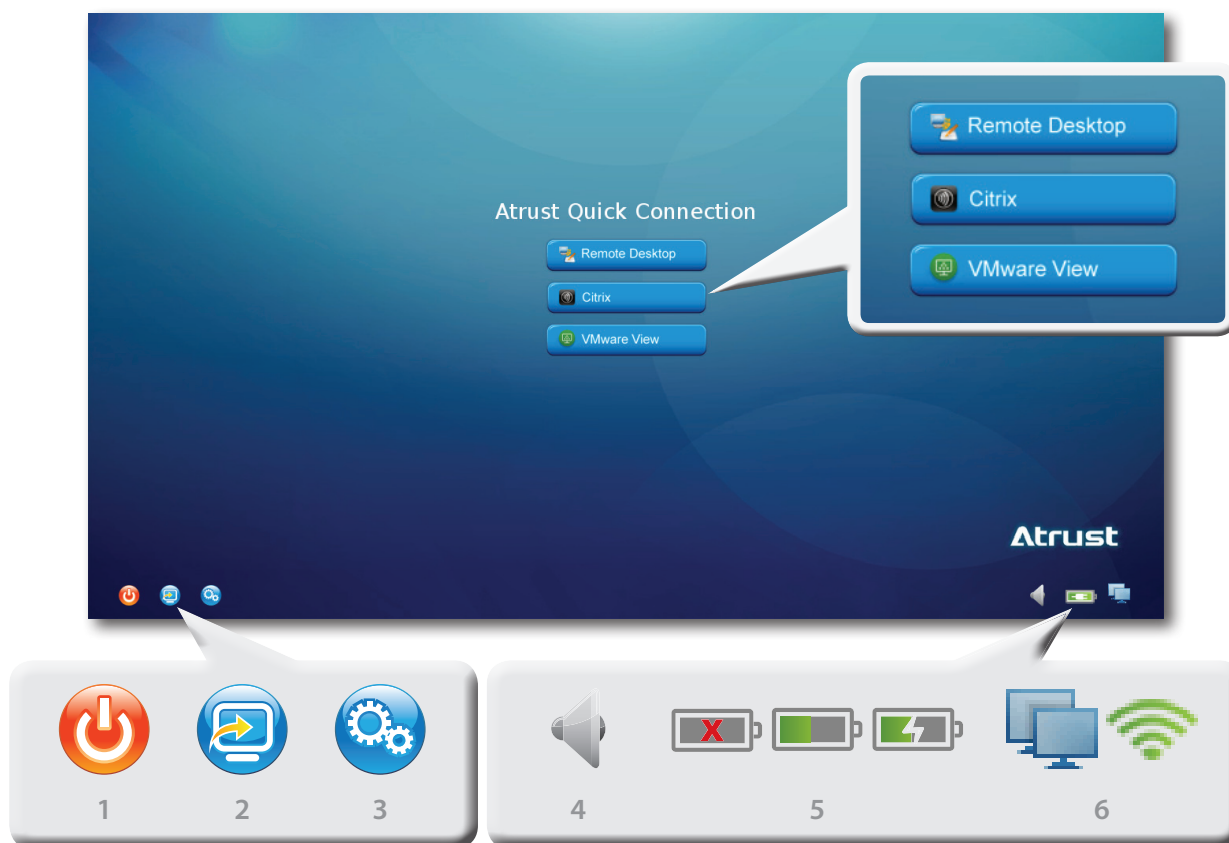 Atrust Quick Connection
Remote Desktop
Citrix
VMware View
Remote Desktop
Citrix
VMware View
Atrust
X
1 2 3 4 5 6